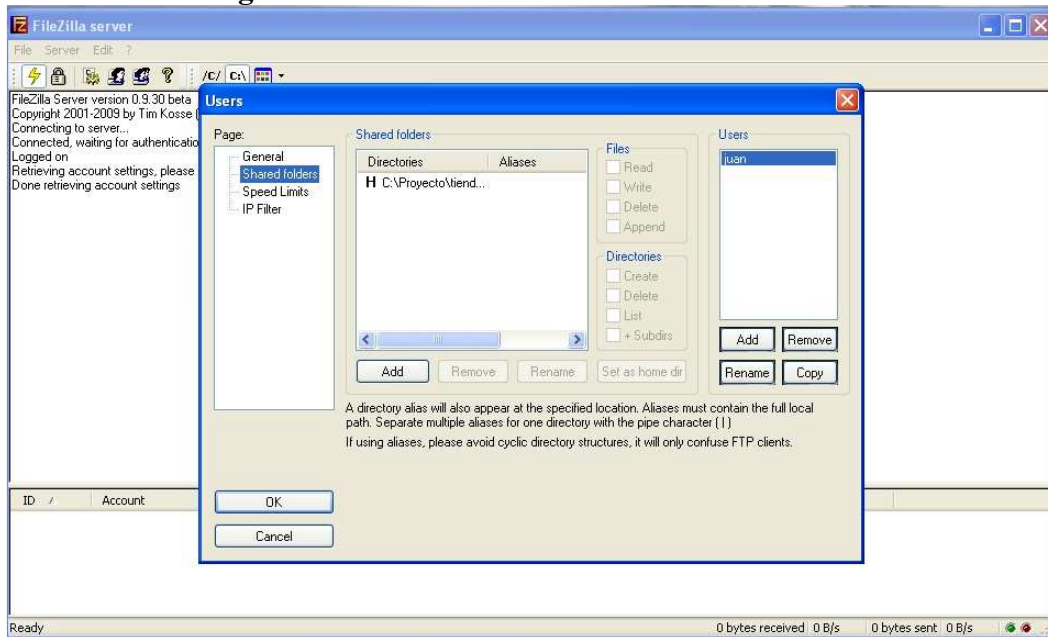 FileZilla server
File Server Edit ?
/C/ C:\
FileZilla Server version 0.9.30 beta
Copyright 2001-2009 by Tim Kosse (
Connecting to server...
Connected, waiting for authenticatio
Logged on
Retrieving account settings, please
Done retrieving account settings
Users
Page:
General
Shared folders
Speed Limits
IP Filter
Shared folders
Directories Aliases
H C:\Proyecto\tiend...
Files
Read
Write
Delete
Append
Directories
Create
Delete
List
+ Subdirs
Add Remove Rename Set as home dir
Users
juan
Add Remove
Rename Copy
A directory alias will also appear at the specified location. Aliases must contain the full local
path. Separate multiple aliases for one directory with the pipe character ( | )
If using aliases, please avoid cyclic directory structures, it will only confuse FTP clients.
OK
Cancel
ID / Account
Ready 0 bytes received 0 B/s 0 bytes sent 0 B/s